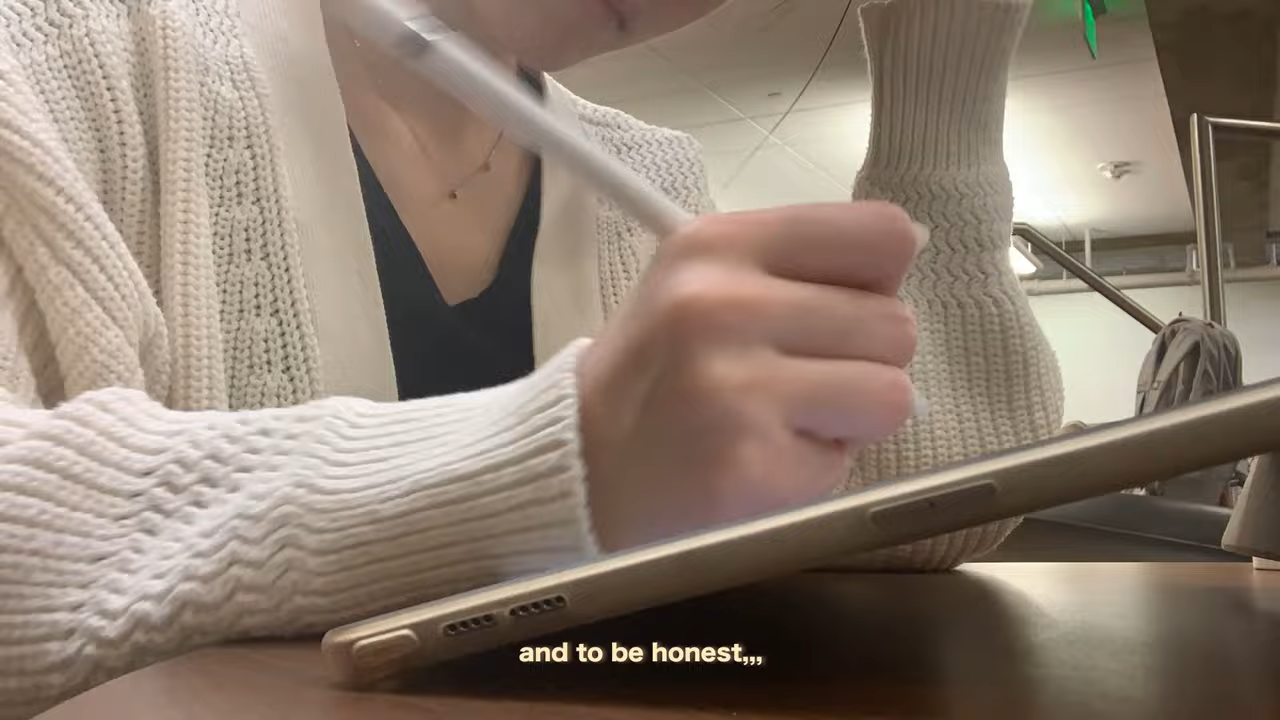 and to be honest,,,